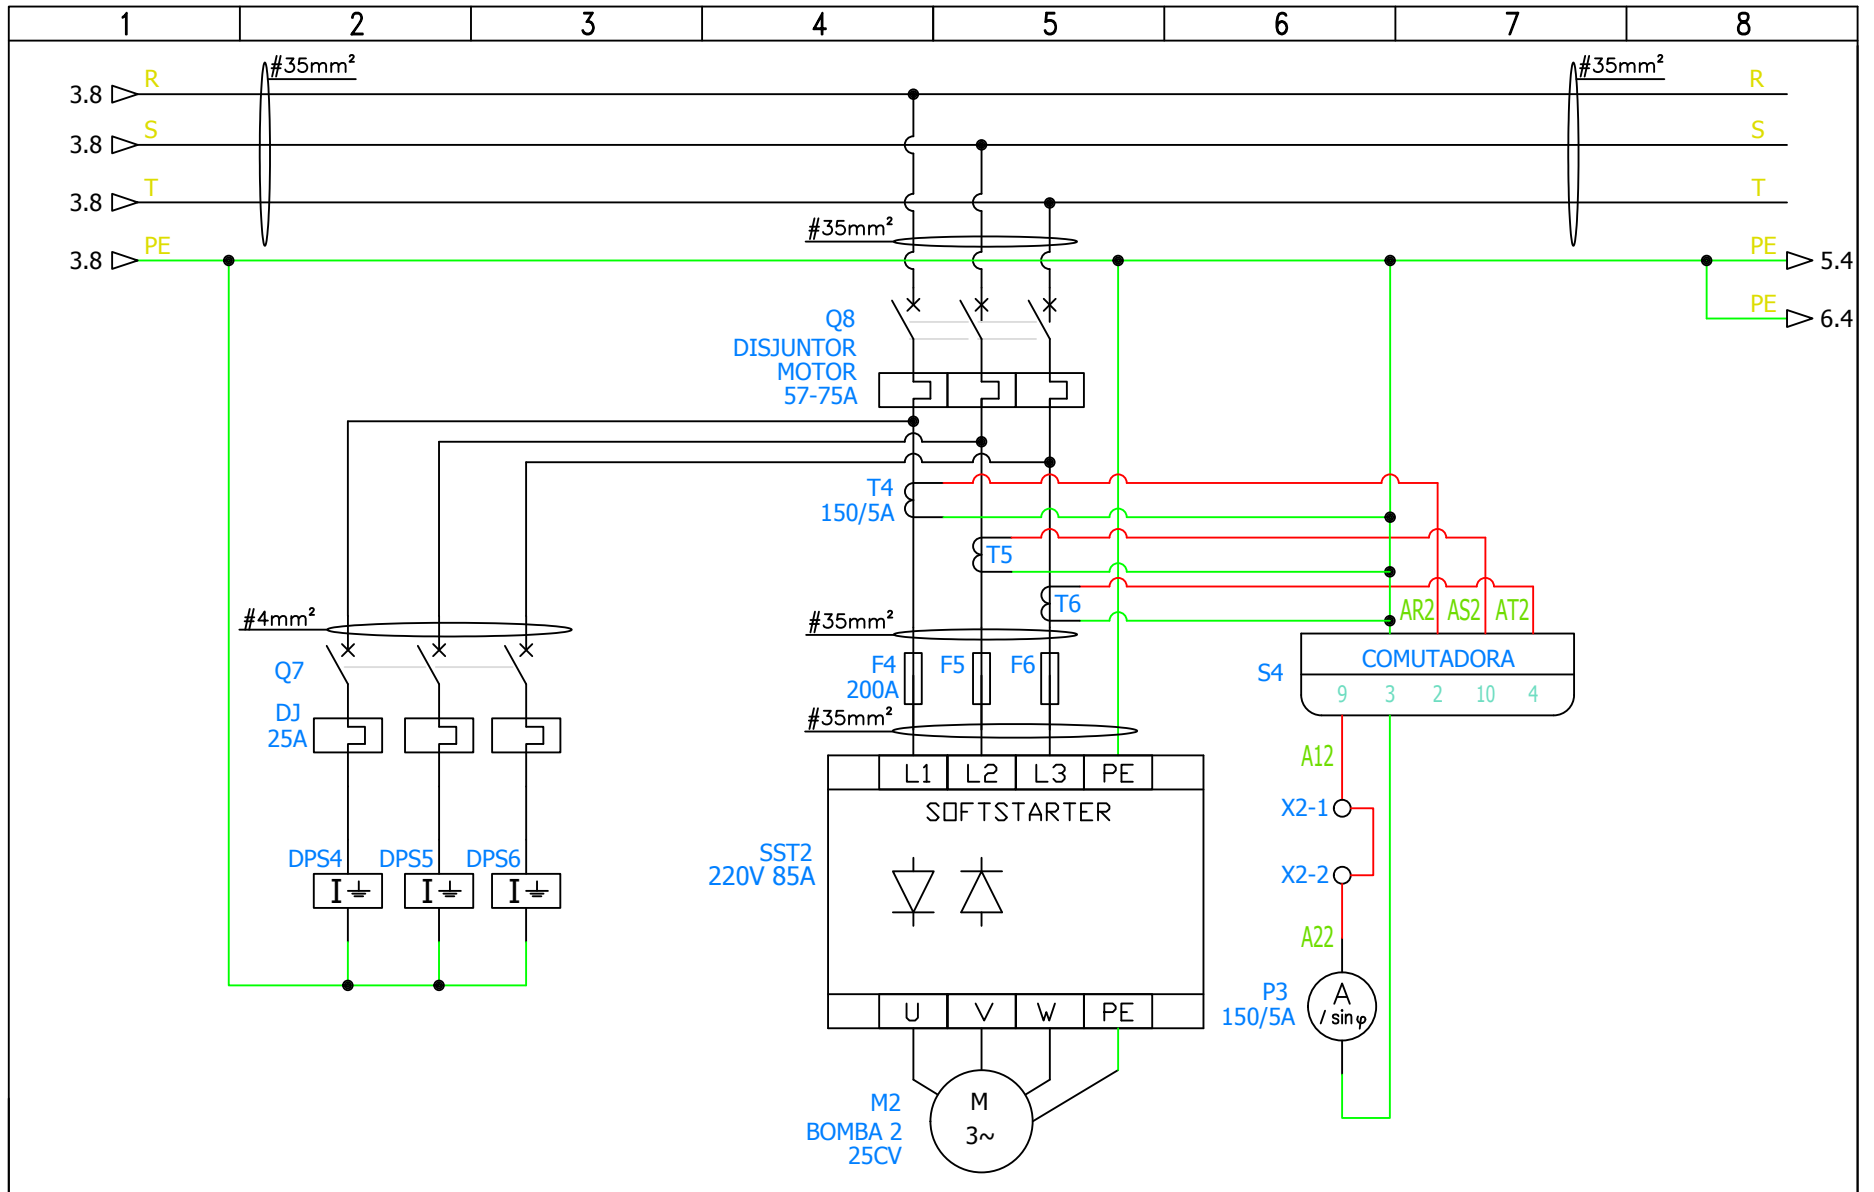 1 2 3 4 5 6 7 8
#35mm² #35mm²
R R
3.8
S S
3.8
T T
3.8
#35mm²
PE PE
3.8 5.4
PE
6.4
Q8
DISJUNTOR
MOTOR
57-75A
T4
150/5A
T5
T6
AR2 AS2 AT2
#4mm²
#35mm²
Q7
DJ
25A
F4 F5 F6
200A
#35mm²
S4
COMUTADORA
9 3 2 10 4
A12
X2-1
X2-2
A22
L1 L2 L3 PE
SOFTSTARTER
SST2
220V 85A
DPS4 DPS5 DPS6
I I I
U V W PE
P3
150/5A
A
/ sinφ
M2
BOMBA 2
25CV
M
3~